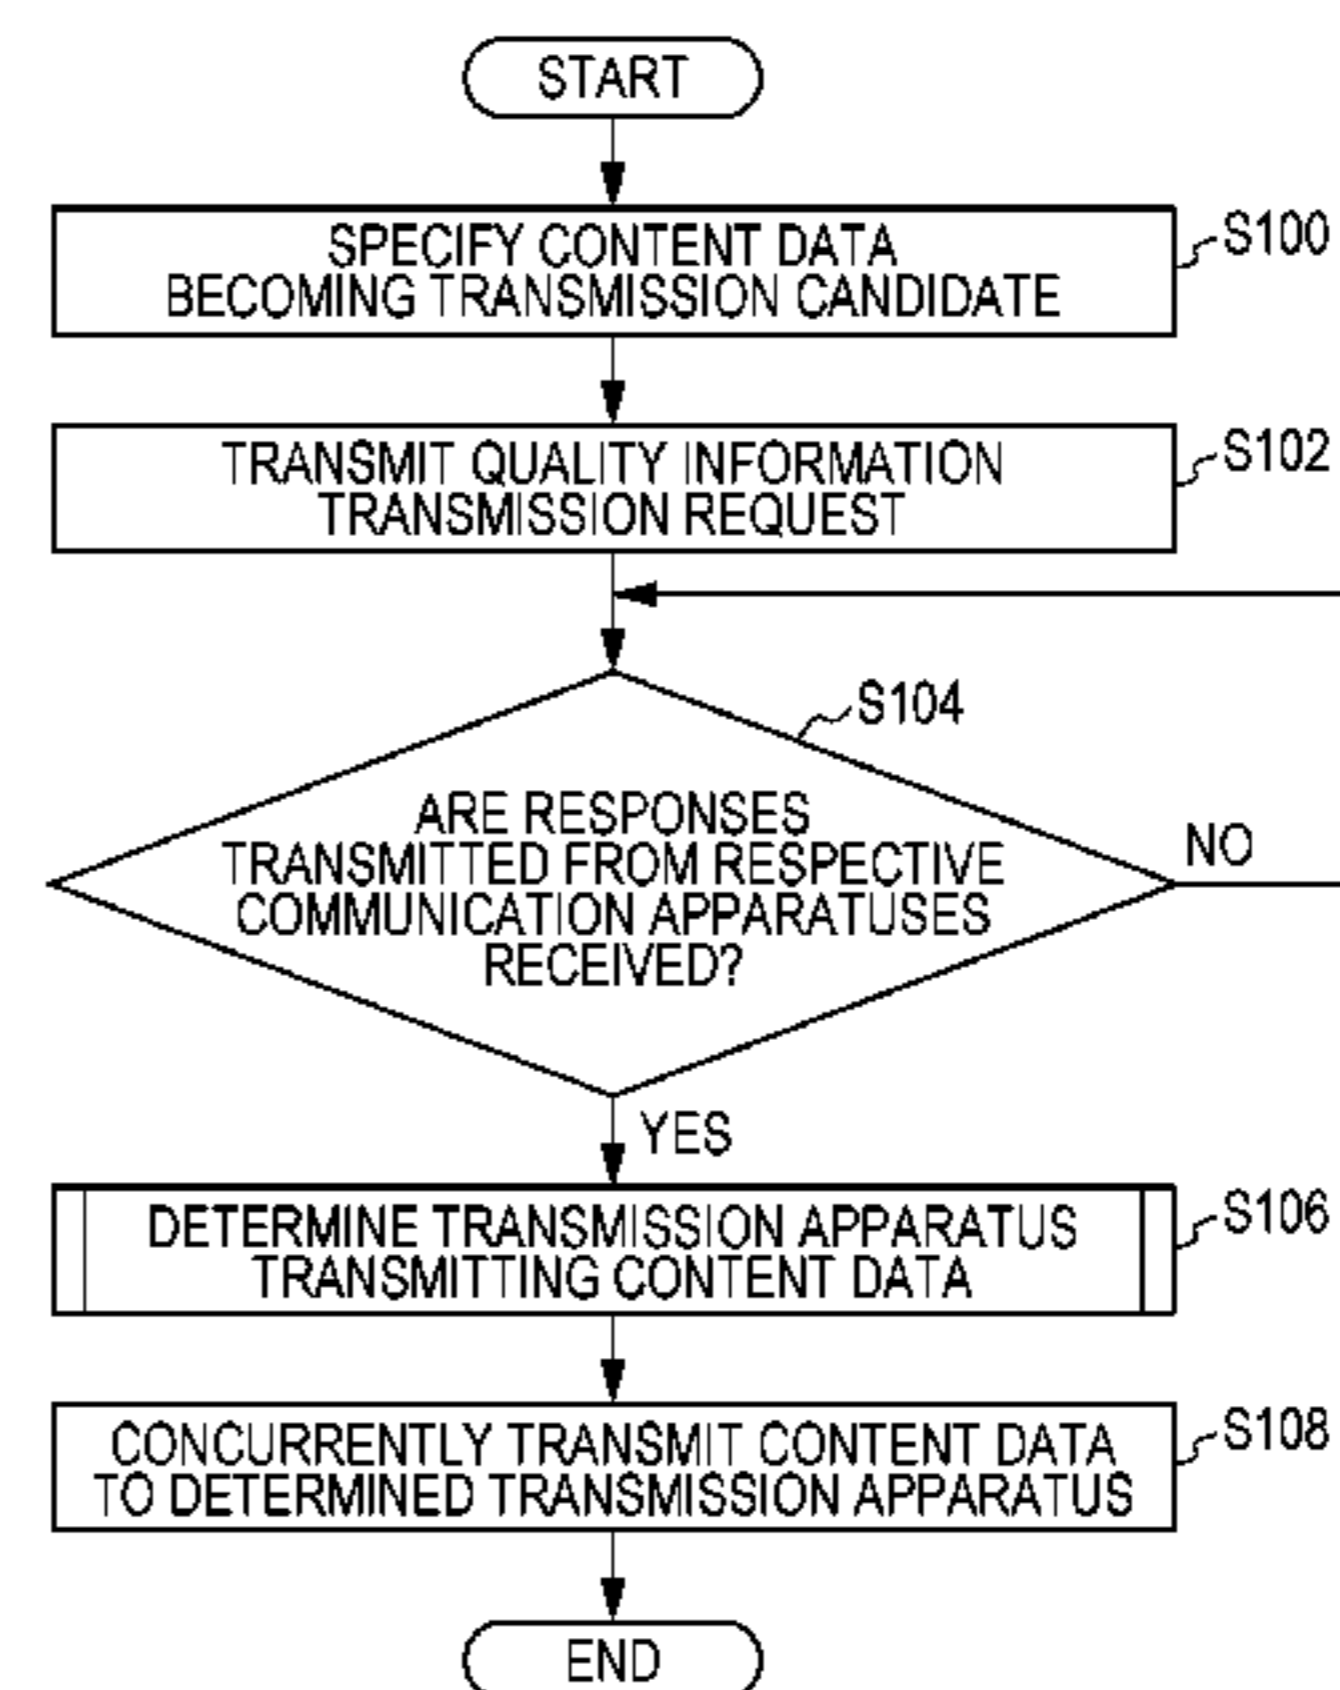 START
SPECIFY CONTENT DATA
BECOMING TRANSMISSION CANDIDATE
S100
TRANSMIT QUALITY INFORMATION
TRANSMISSION REQUEST
S102
S104
ARE RESPONSES
TRANSMITTED FROM RESPECTIVE
COMMUNICATION APPARATUSES
RECEIVED?
NO
YES
DETERMINE TRANSMISSION APPARATUS
TRANSMITTING CONTENT DATA
S106
CONCURRENTLY TRANSMIT CONTENT DATA
TO DETERMINED TRANSMISSION APPARATUS
S108
END